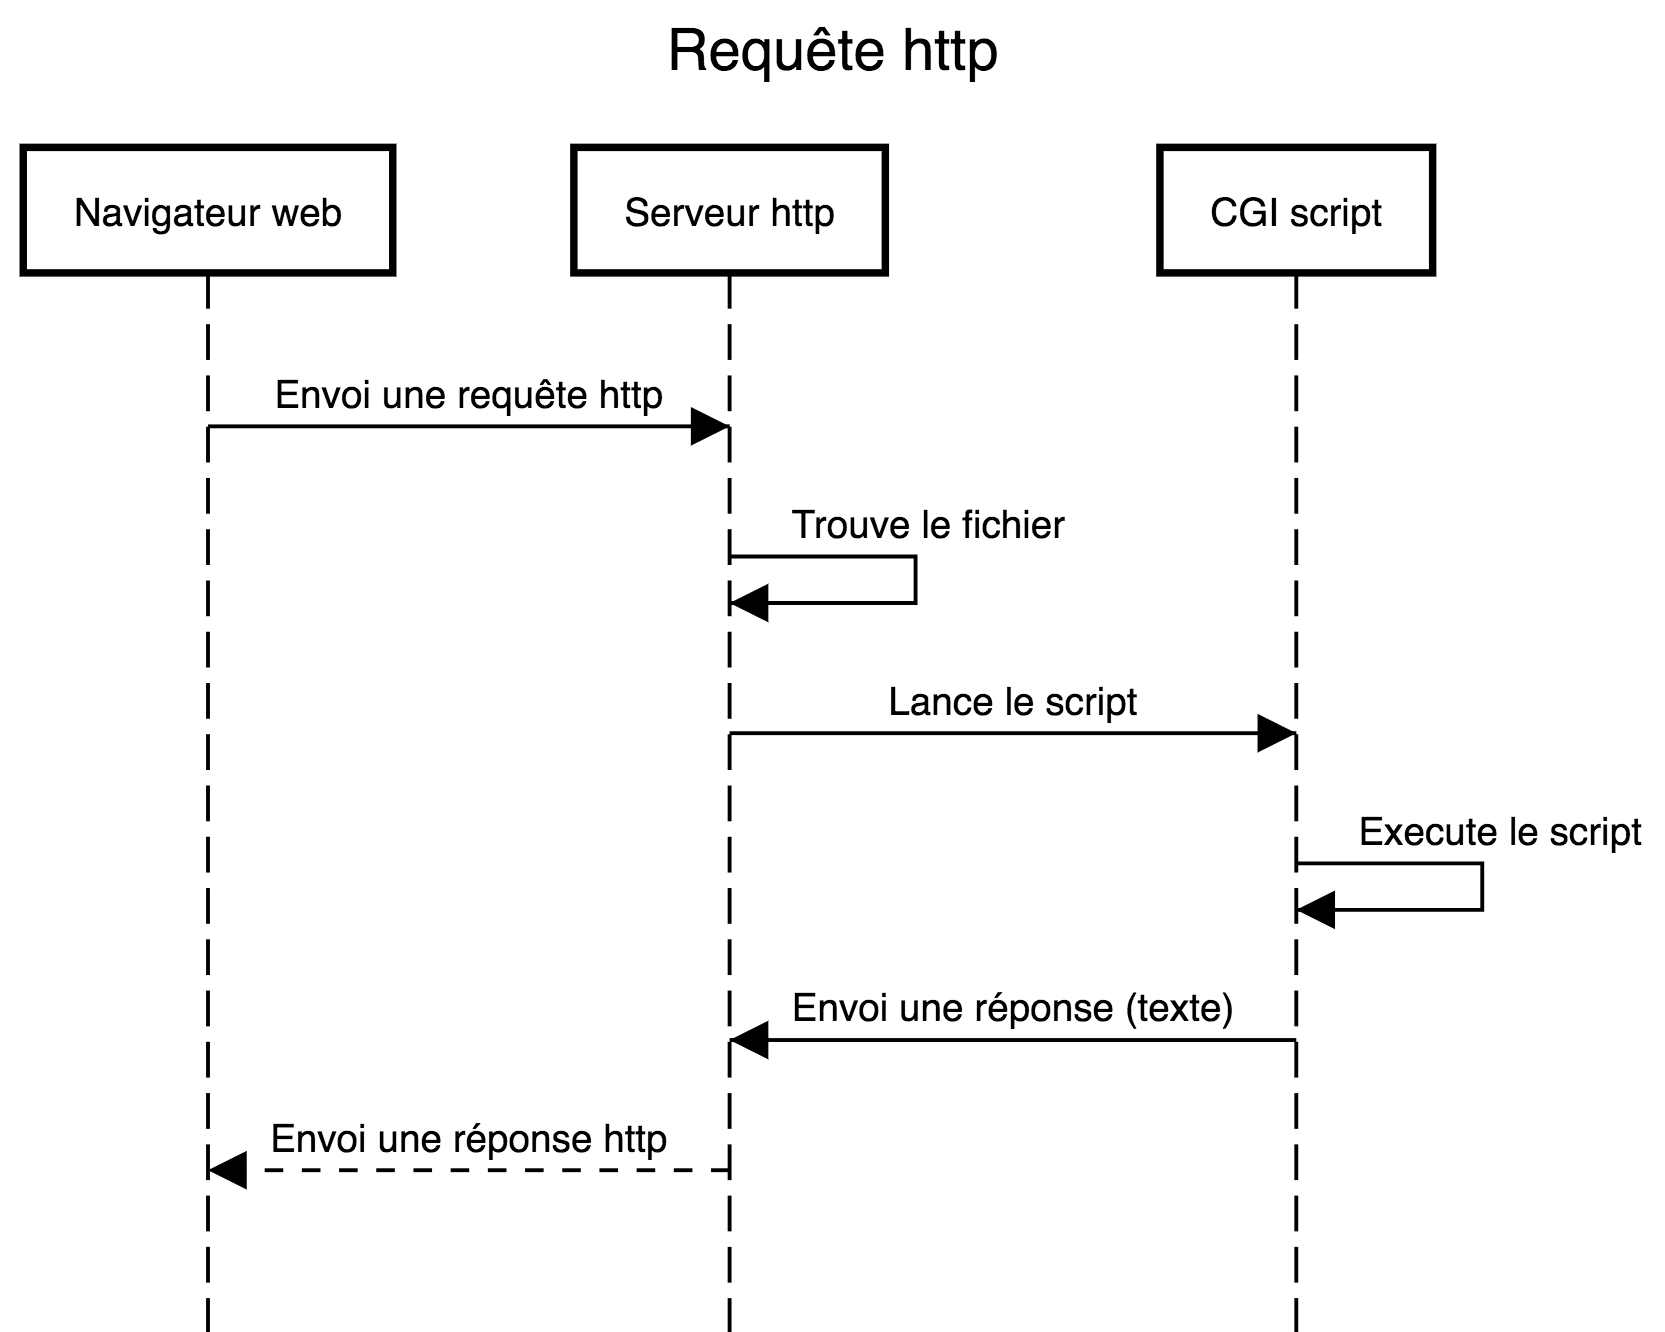 Requête http
Navigateur web
Serveur http
CGI script
Envoi une requête http
Trouve le fichier
Lance le script
Execute le script
Envoi une réponse (texte)
Envoi une réponse http